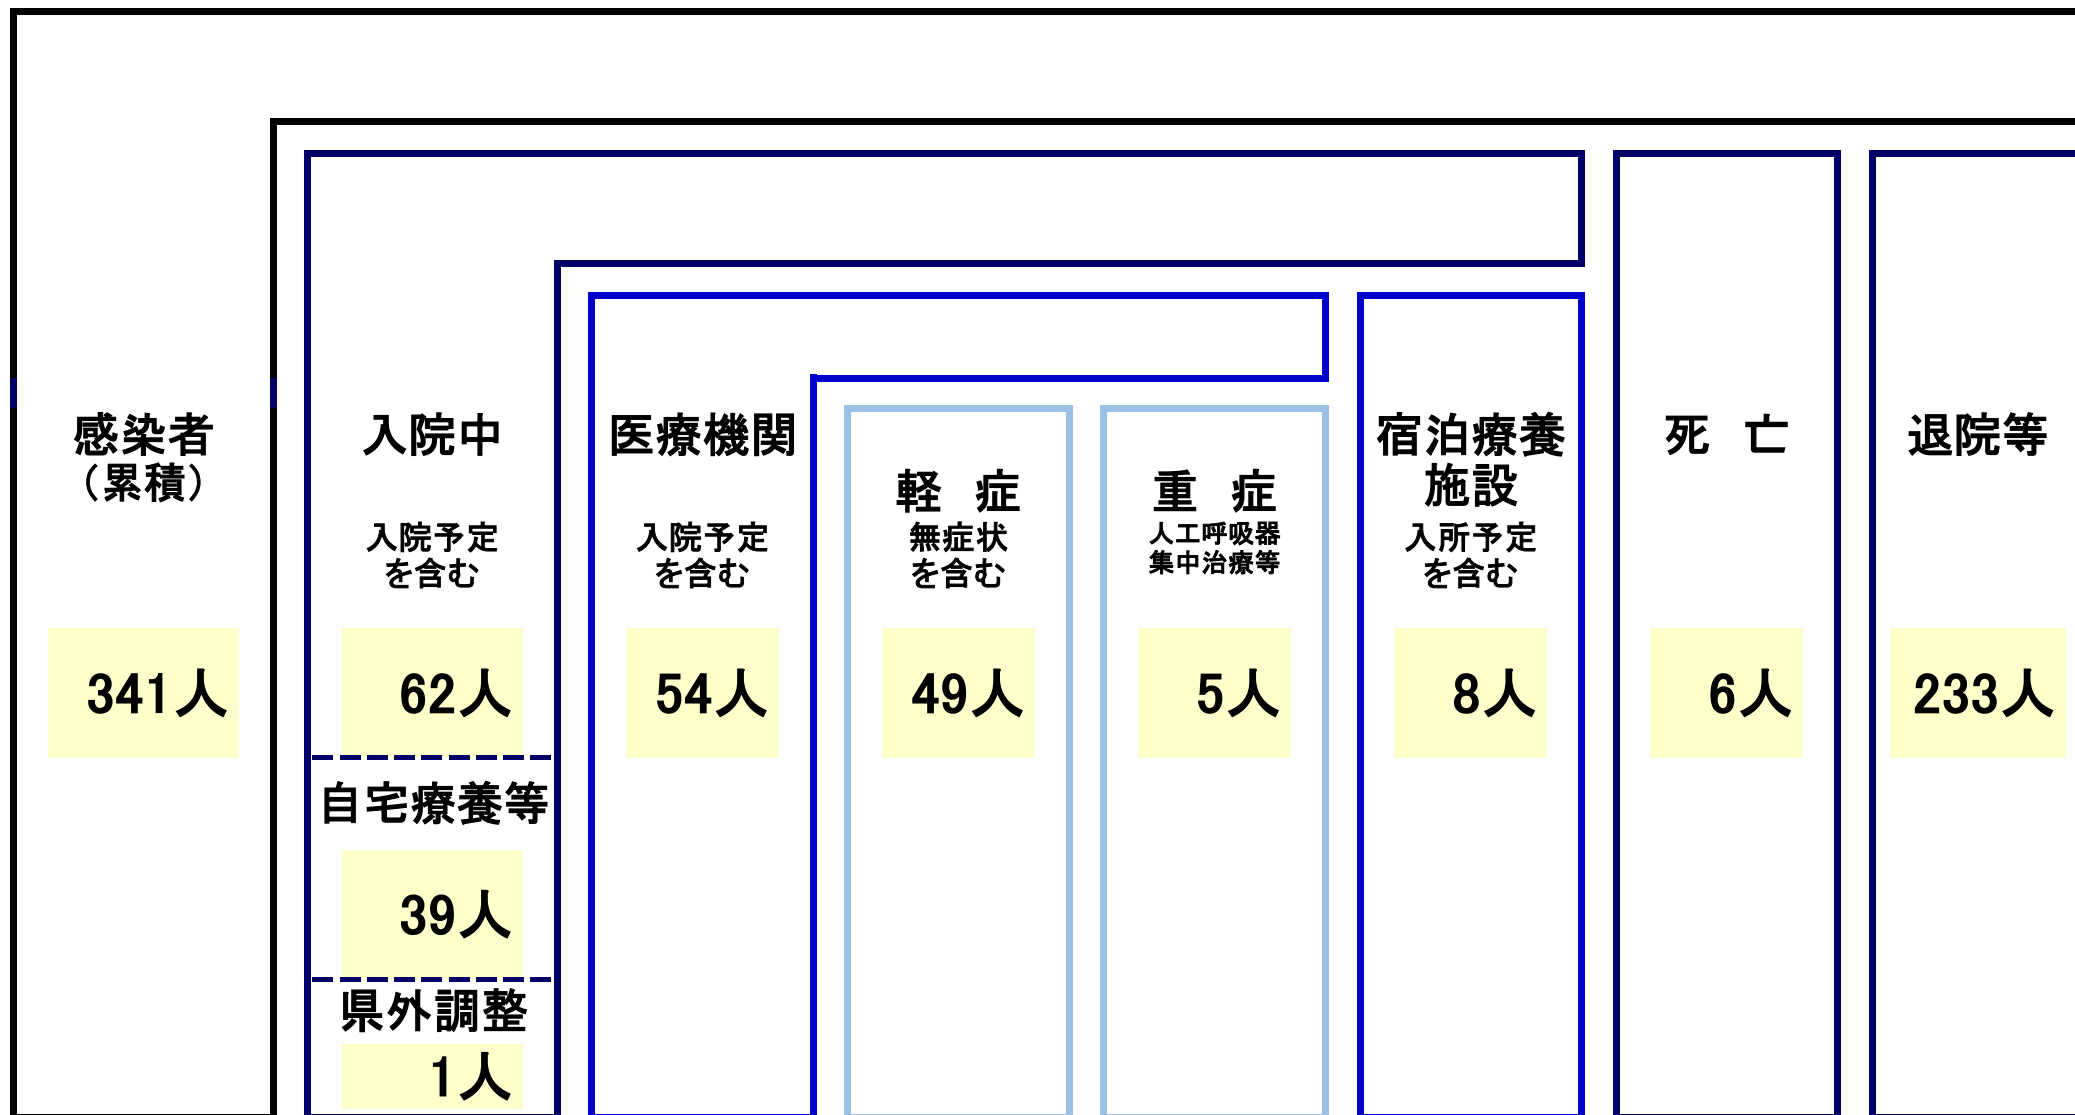 感染者
（累積）
341人
入院中
入院予定
を含む
62人
自宅療養等
39人
県外調整
1人
医療機関
入院予定
を含む
54人
軽 症
無症状
を含む
49人
重 症
人工呼吸器
集中治療等
5人
宿泊療養
施設
入所予定
を含む
8人
死 亡
6人
退院等
233人